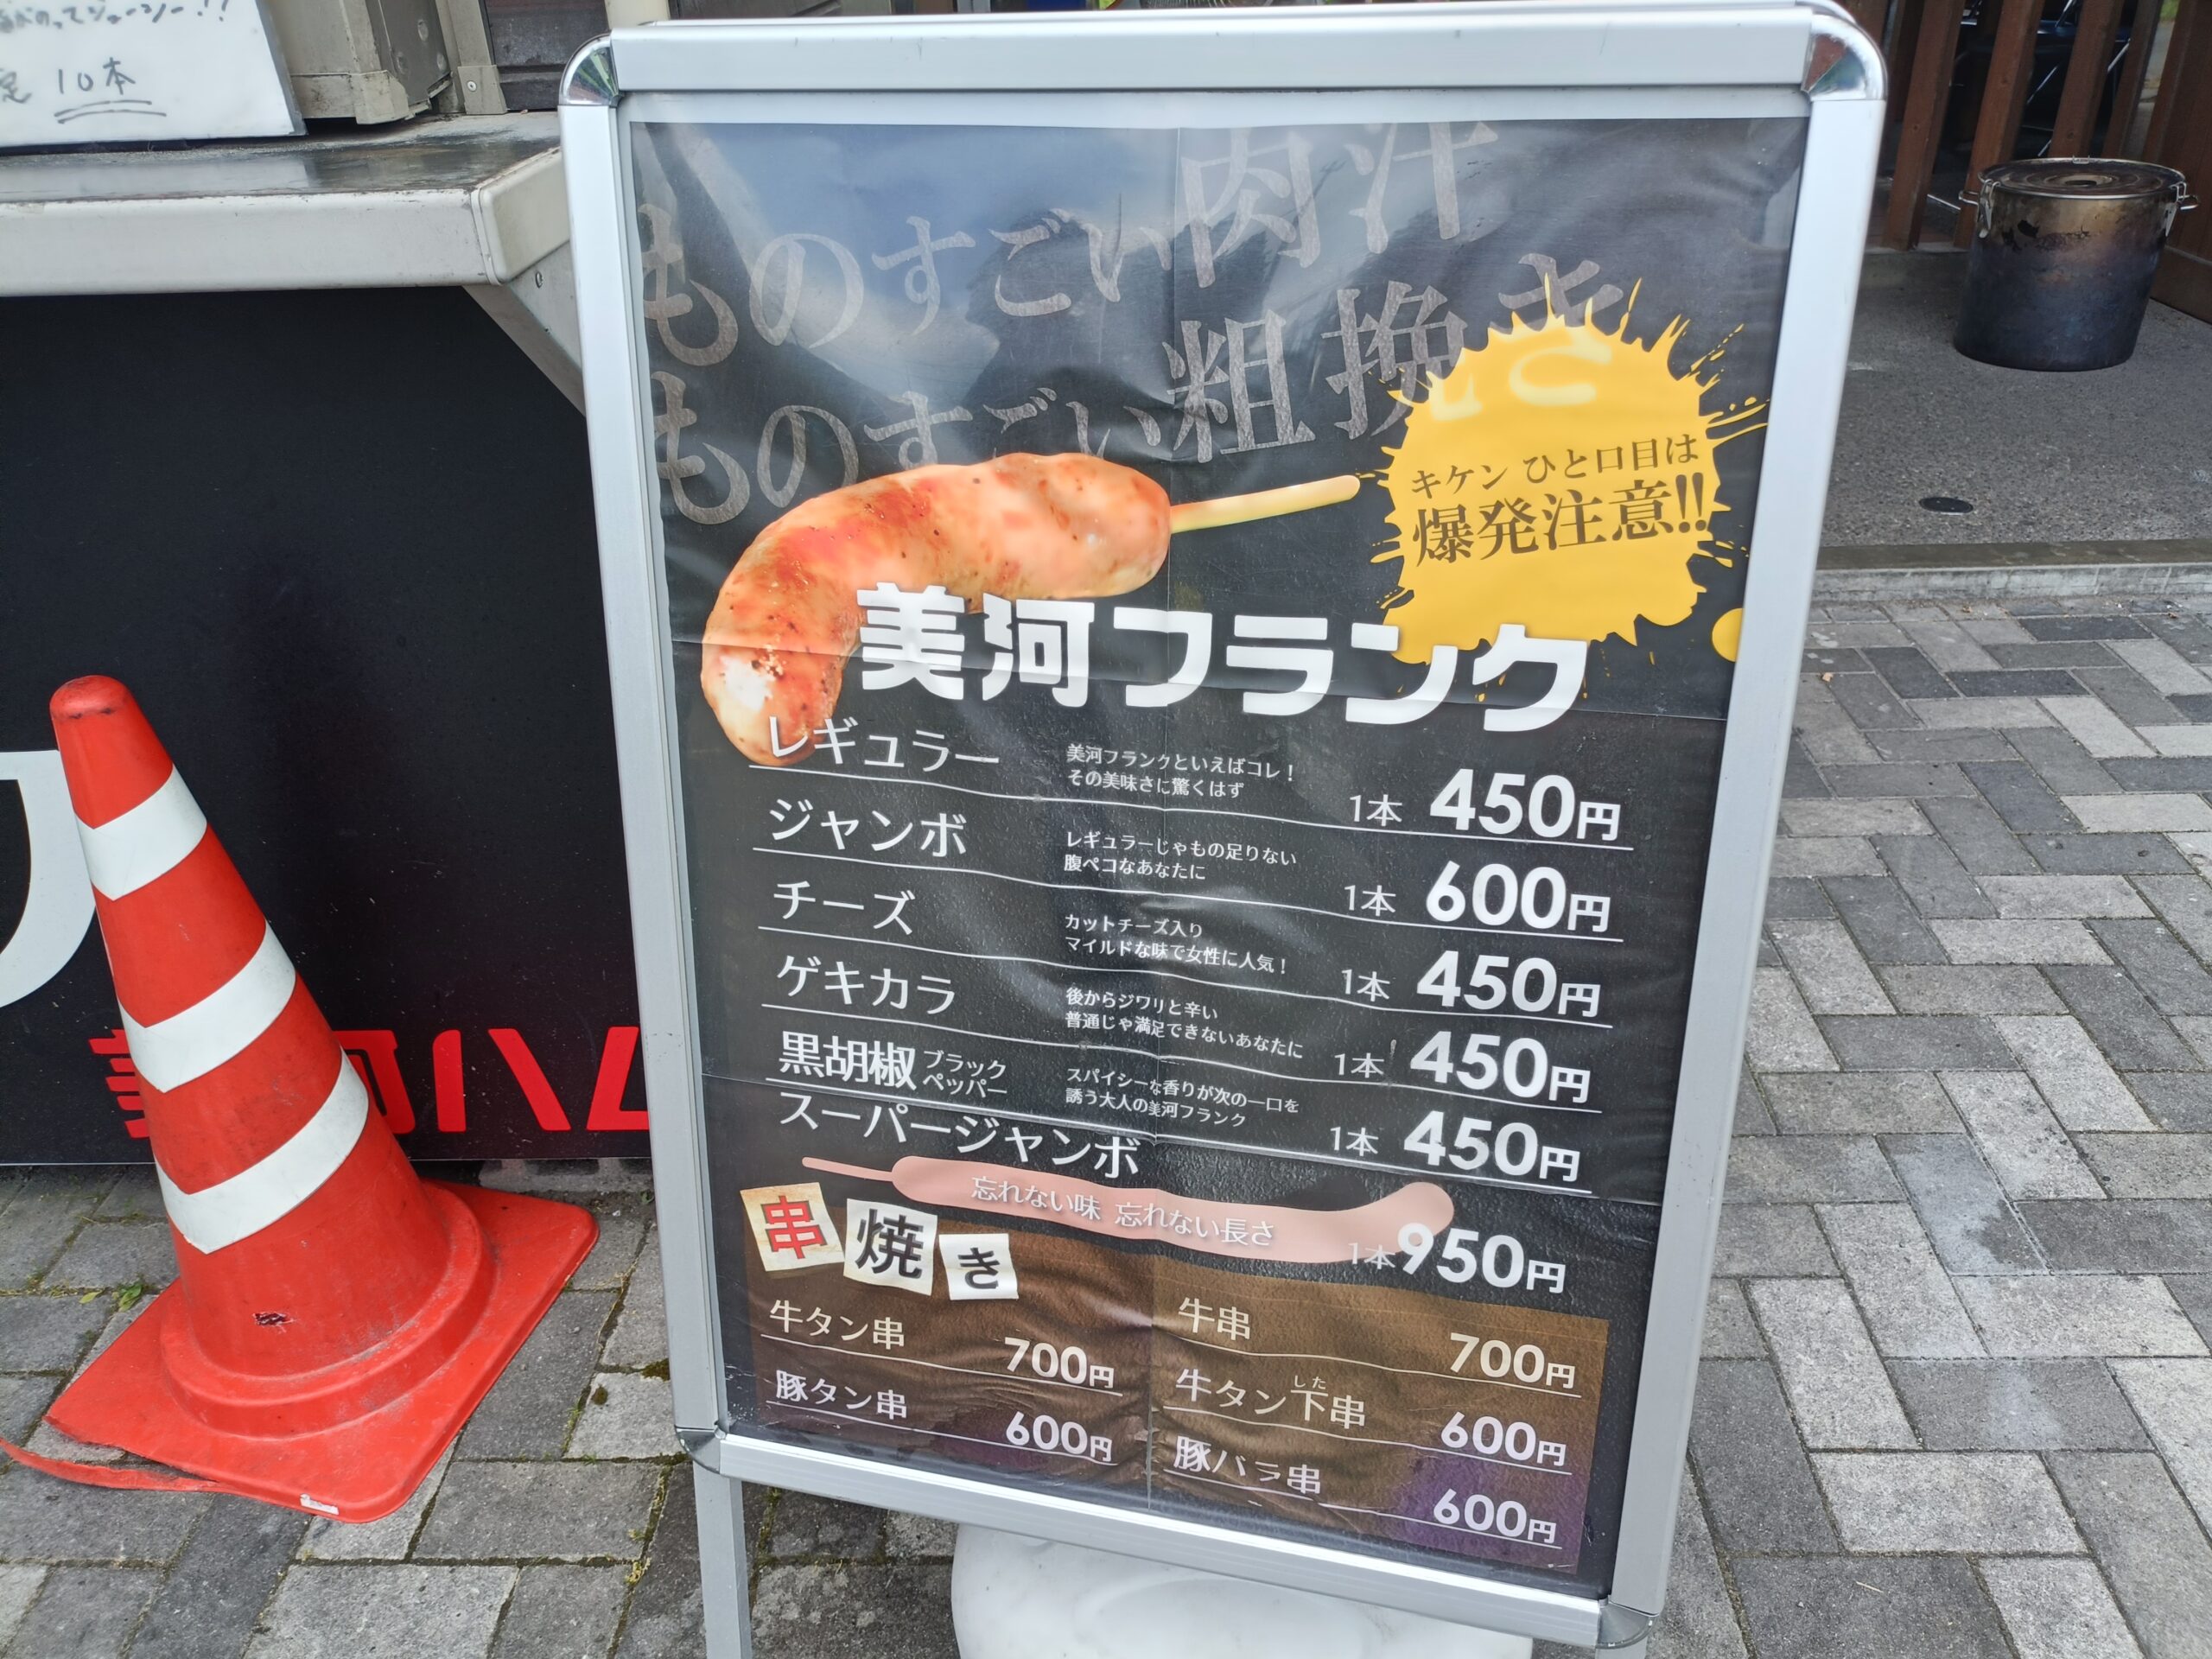 10本
ものすごい肉汁
ものすごい粗挽き
キケン ひと口目は
爆発注意!!
美河フランク
レギュラー
美河フランクといえばコレ！
その美味さに驚くはず
1本 450円
ジャンボ
レギュラーじゃもの足りない
腹ペコなあなたに
1本 600円
チーズ
カットチーズ入り
マイルドな味で女性に人気！
1本 450円
ゲキカラ
後からジワリと辛い
普通じゃ満足できないあなたに
1本 450円
黒胡椒 ブラックペッパー
スパイシーな香りが次の一口を
誘う大人の美河フランク
1本 450円
スーパージャンボ
忘れない味 忘れない長さ
1本 950円
串焼き
牛タン串 700円
豚タン串 600円
牛串 700円
牛タン下串 した 600円
豚バラ串 600円
美河ハム